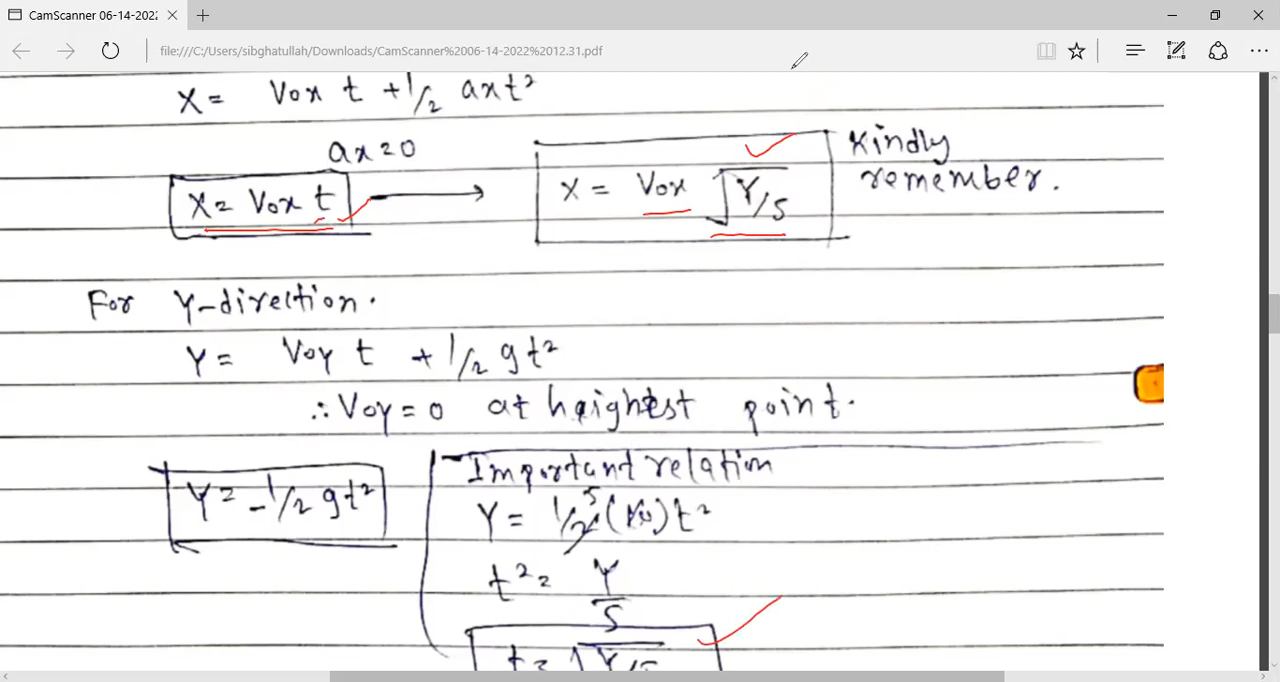 CamScanner 06-14-202
file:///C:/Users/sibghatullah/Downloads/CamScanner%2006-14-2022%2012.31.pdf
X = Vox t + 1/2 axt²
ax=0
X= Vox t
X = Vox √Y/5
Kindly
remember.
For Y-direction.
Y= Voy t + 1/2 gt²
∴ Voy=0 at heighest point.
Y= -1/2 gt²
Important relation
Y= 1/2 (10) t²
5
t² = Y/5
t= √Y/5